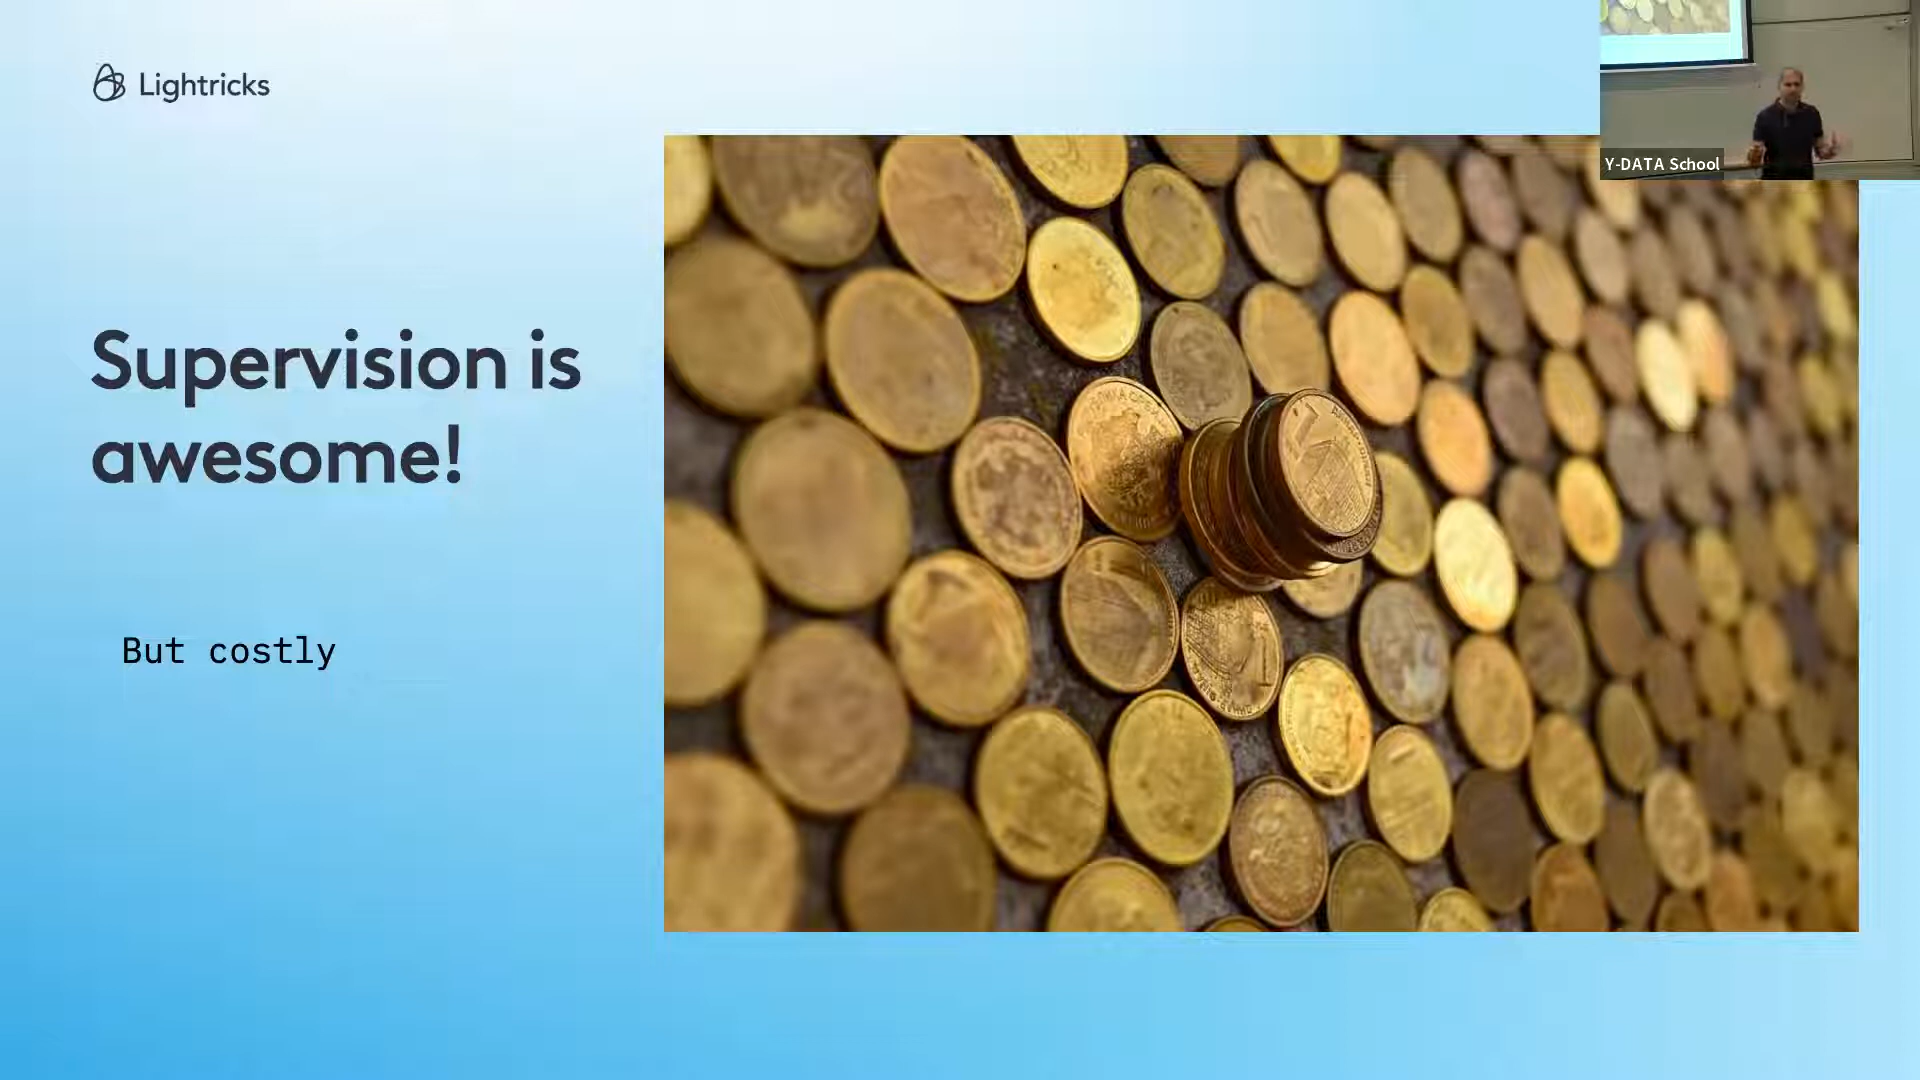 Lightricks
Y-DATA School
Supervision is
awesome!
But costly